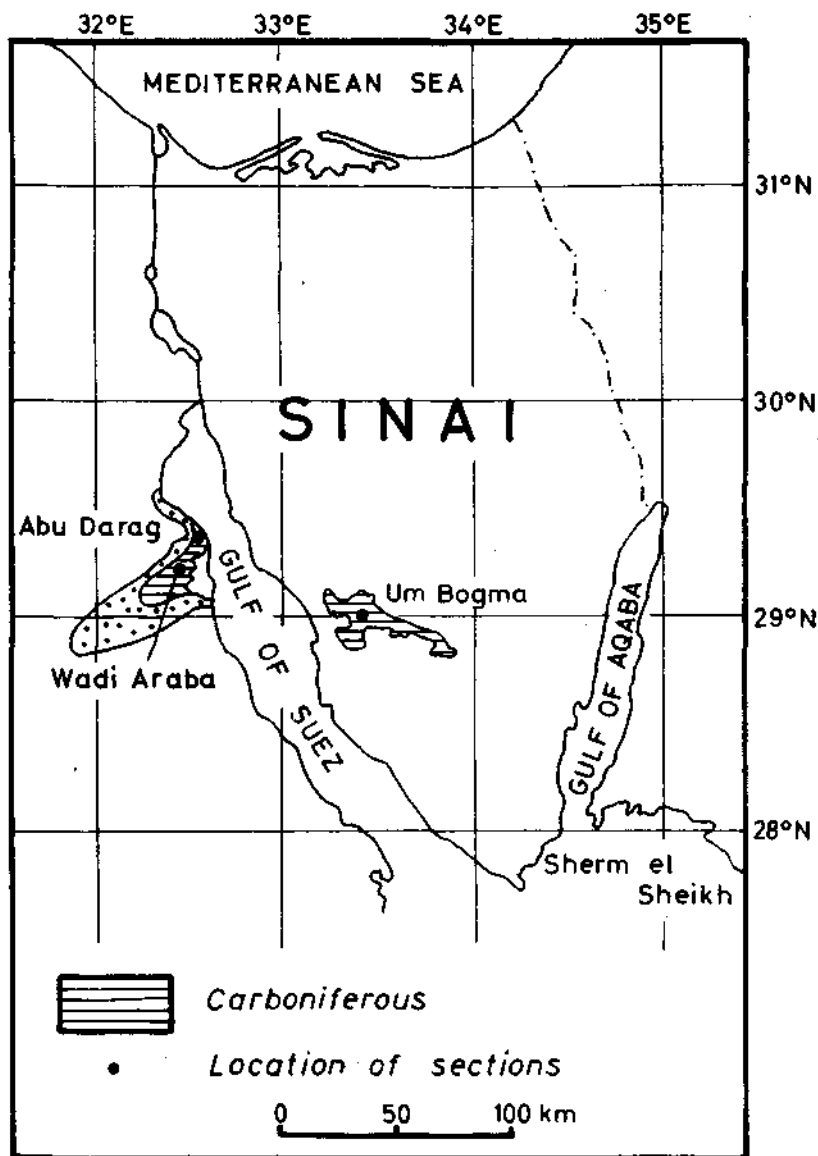 32°E 33°E 34°E 35°E
MEDITERRANEAN SEA
31°N
30°N
SINAI
Abu Darag
GULF OF SUEZ
Um Bogma
29°N
Wadi Araba
GULF OF AQABA
28°N
Sherm el
Sheikh
Carboniferous
Location of sections
0 50 100 km